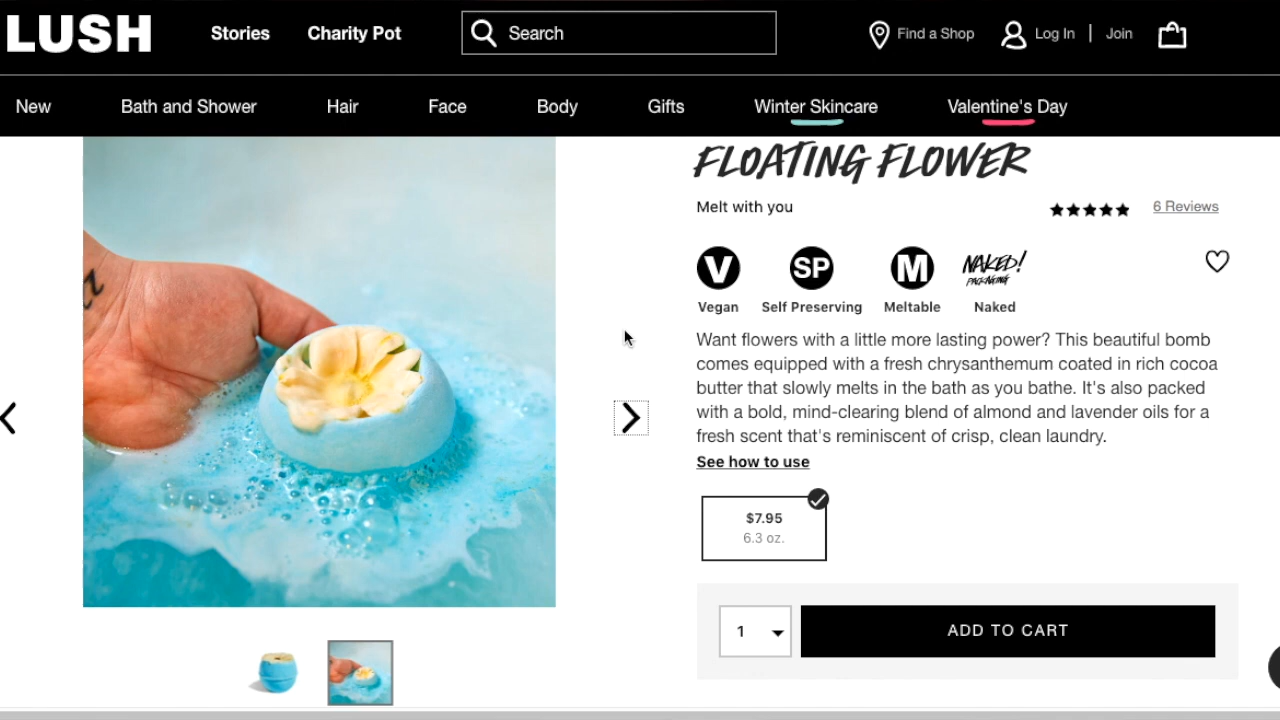 LUSH Stories Charity Pot Search Find a Shop Log In | Join
New Bath and Shower Hair Face Body Gifts Winter Skincare Valentine's Day
FLOATING FLOWER
Melt with you 6 Reviews
V SP M NAKED! PACKAGING
Vegan Self Preserving Meltable Naked
Want flowers with a little more lasting power? This beautiful bomb
comes equipped with a fresh chrysanthemum coated in rich cocoa
butter that slowly melts in the bath as you bathe. It's also packed
with a bold, mind-clearing blend of almond and lavender oils for a
fresh scent that's reminiscent of crisp, clean laundry.
See how to use
$7.95
6.3 oz.
1 ADD TO CART